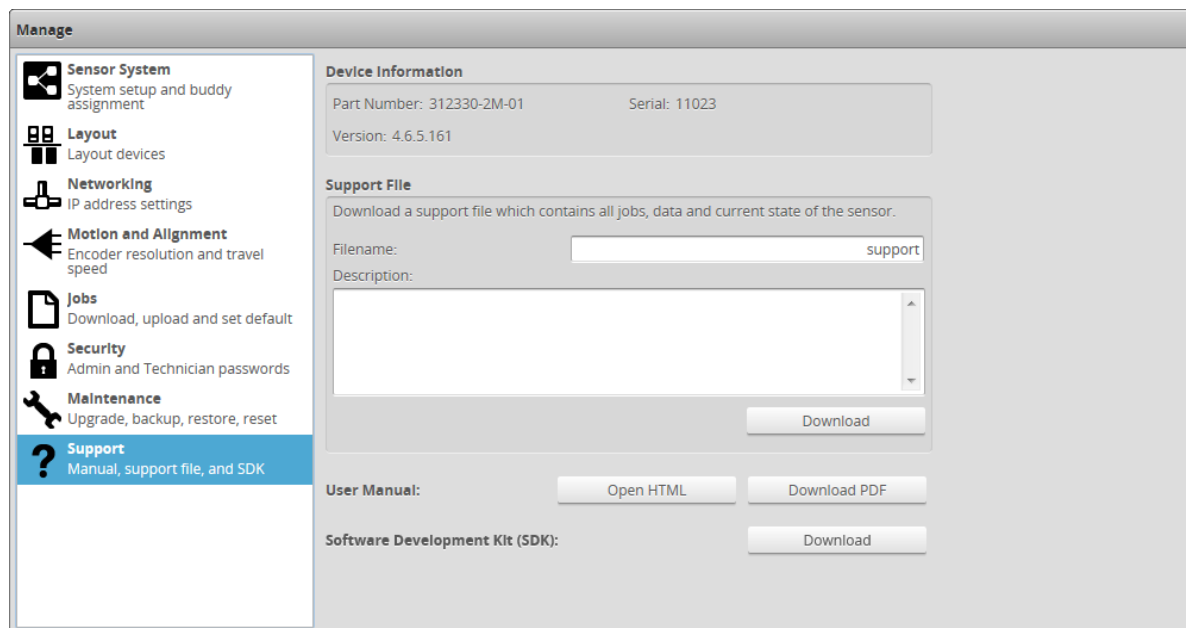 Manage
Sensor System
System setup and buddy
assignment
Layout
Layout devices
Networking
IP address settings
Motion and Alignment
Encoder resolution and travel
speed
Jobs
Download, upload and set default
Security
Admin and Technician passwords
Maintenance
Upgrade, backup, restore, reset
Support
Manual, support file, and SDK
Device Information
Part Number: 312330-2M-01 Serial: 11023
Version: 4.6.5.161
Support File
Download a support file which contains all jobs, data and current state of the sensor.
Filename: support
Description:
Download
User Manual: Open HTML Download PDF
Software Development Kit (SDK): Download